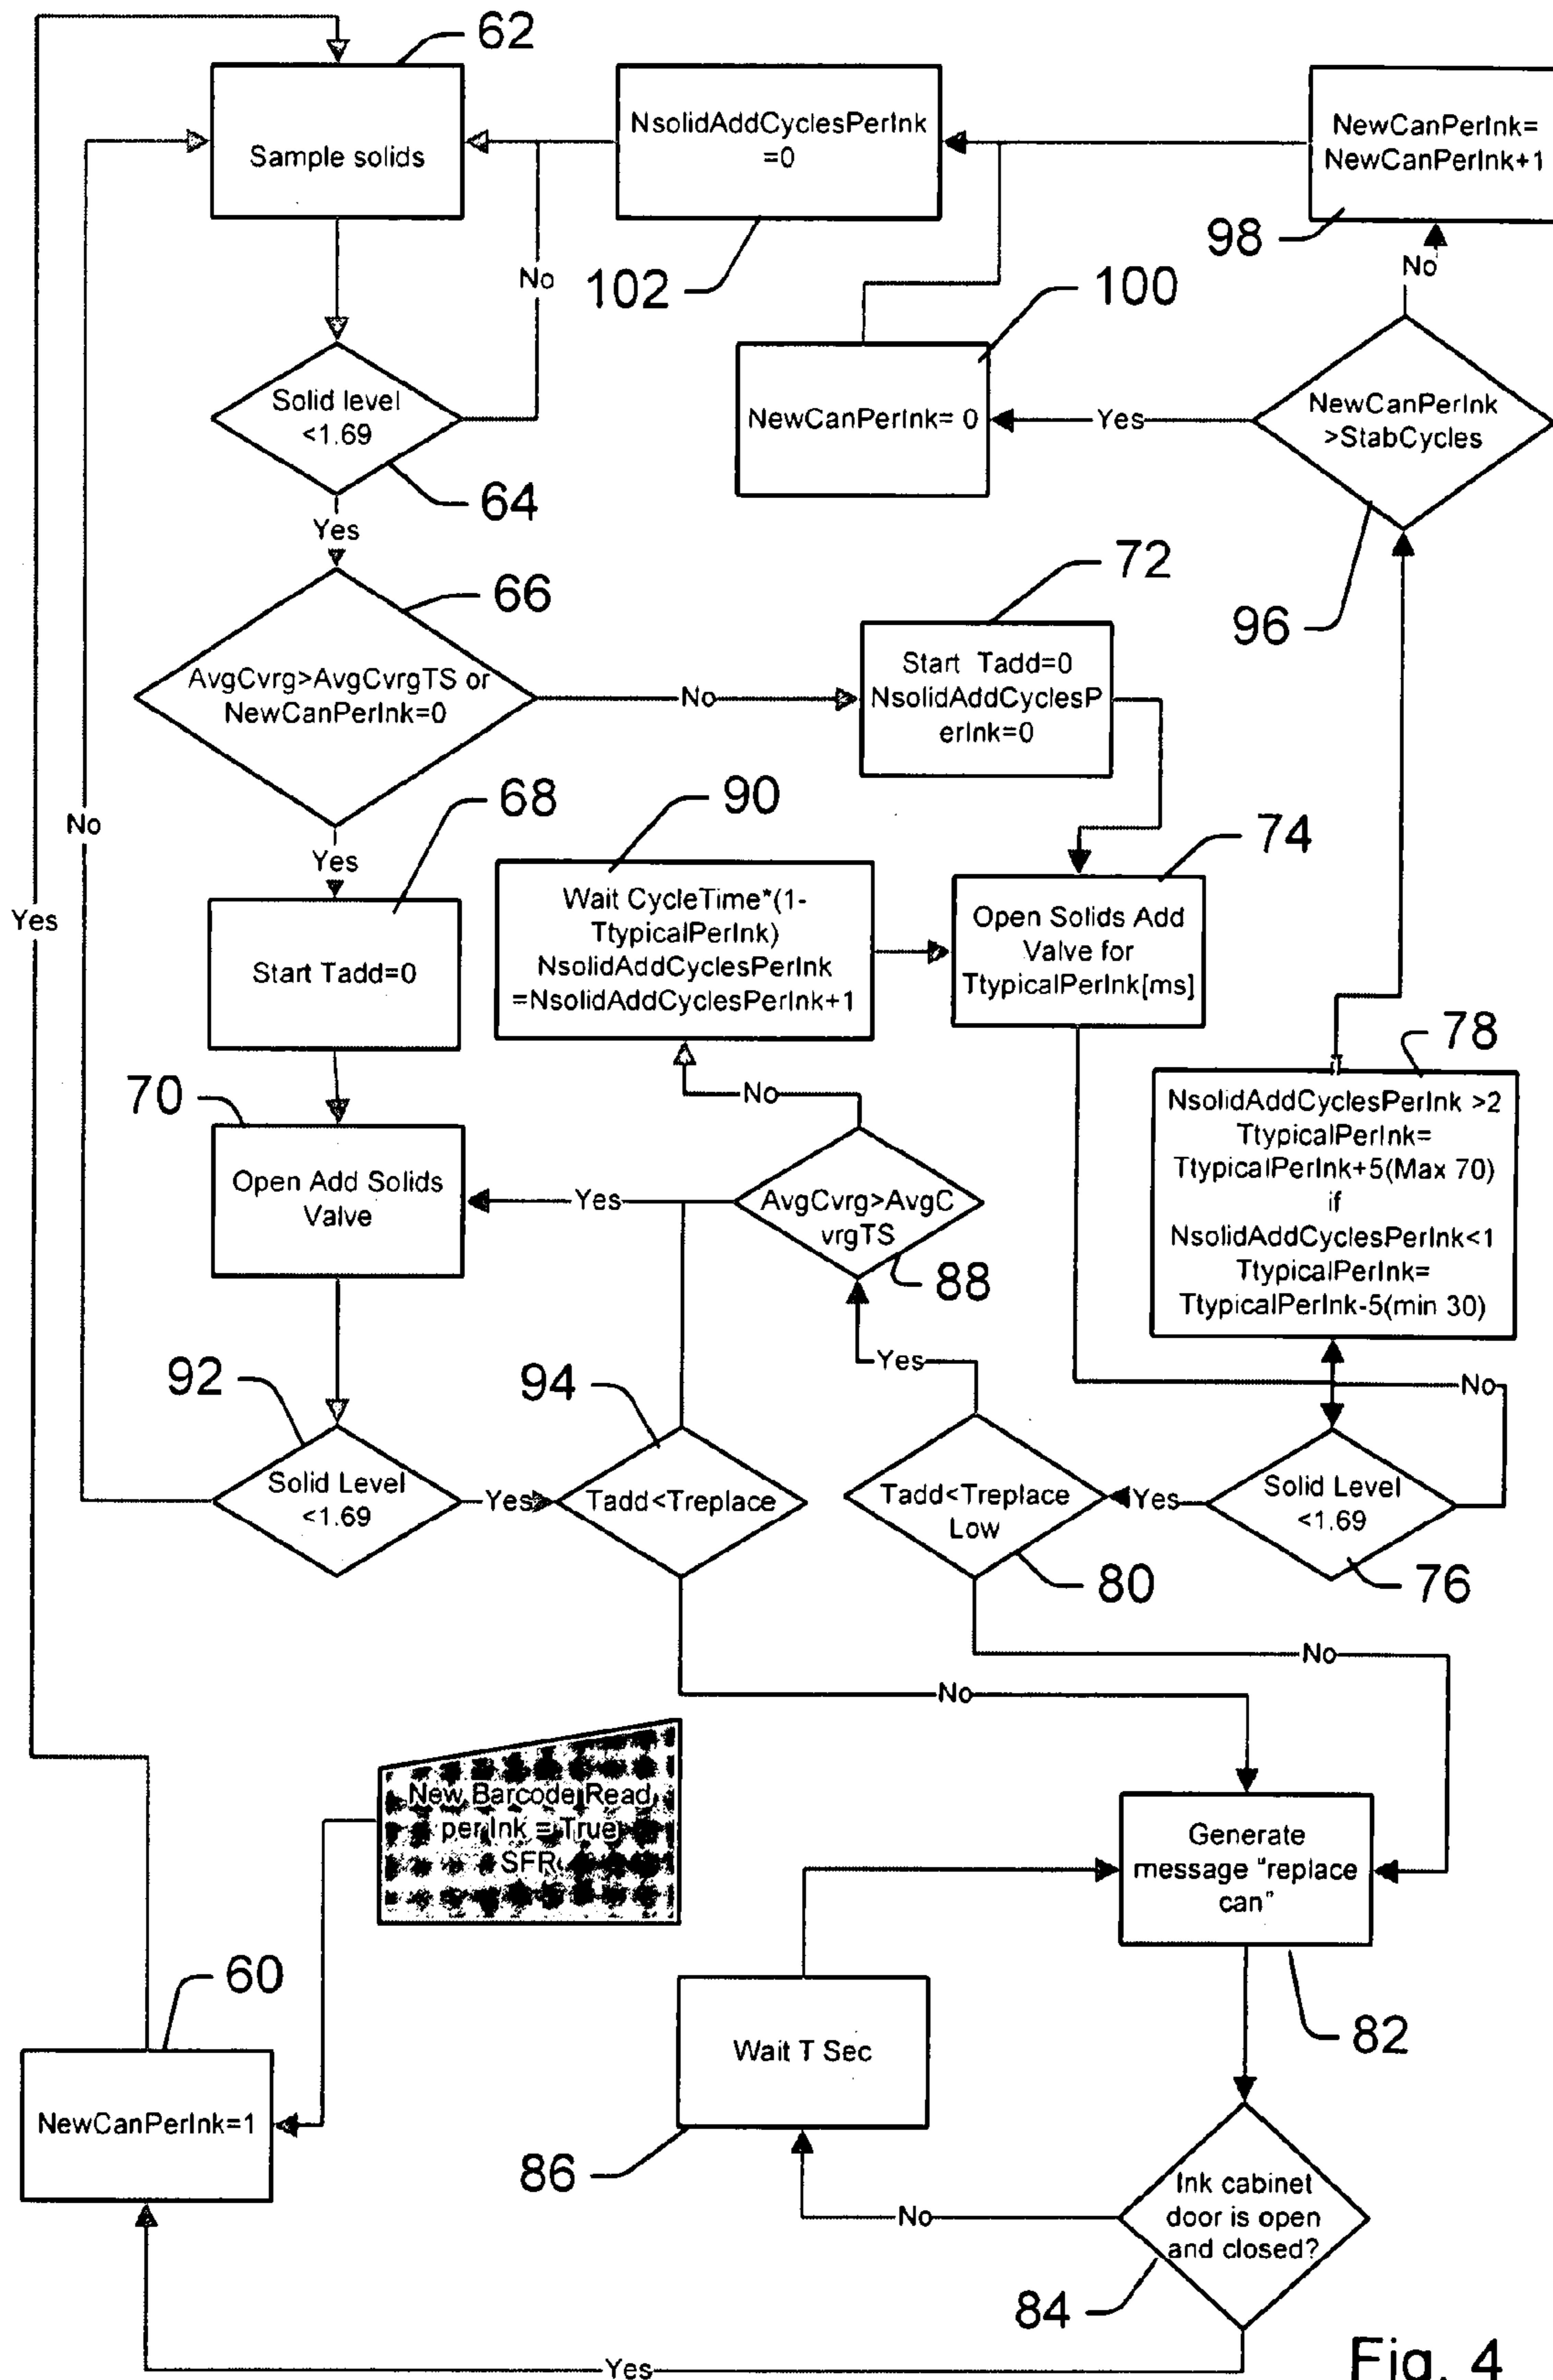 62
Sample solids
NsolidAddCyclesPerInk
=0
102
NewCanPerInk=
NewCanPerInk+1
98
No
No
100
NewCanPerInk= 0
Yes
NewCanPerInk
>StabCycles
96
Solid level
<1.69
64
Yes
66
AvgCvrg>AvgCvrgTS or
NewCanPerInk=0
No
72
Start Tadd=0
NsolidAddCyclesP
erInk=0
No
Yes
Yes
68
Start Tadd=0
90
Wait CycleTime*(1-
TtypicalPerInk)
NsolidAddCyclesPerInk
=NsolidAddCyclesPerInk+1
74
Open Solids Add
Valve for
TtypicalPerInk[ms]
78
NsolidAddCyclesPerInk >2
TtypicalPerInk=
TtypicalPerInk+5(Max 70)
if
NsolidAddCyclesPerInk<1
TtypicalPerInk=
TtypicalPerInk-5(min 30)
70
Open Add Solids
Valve
No
Yes
AvgCvrg>AvgC
vrgTS
88
Yes
No
92
Solid Level
<1.69
Yes
94
Tadd<Treplace
Tadd<Treplace
Low
80
Yes
Solid Level
<1.69
76
No
No
New Barcode Read
per Ink = True
SFR
Generate
message "replace
can"
82
60
NewCanPerInk=1
Wait T Sec
86
No
Ink cabinet
door is open
and closed?
84
Yes
Fig. 4